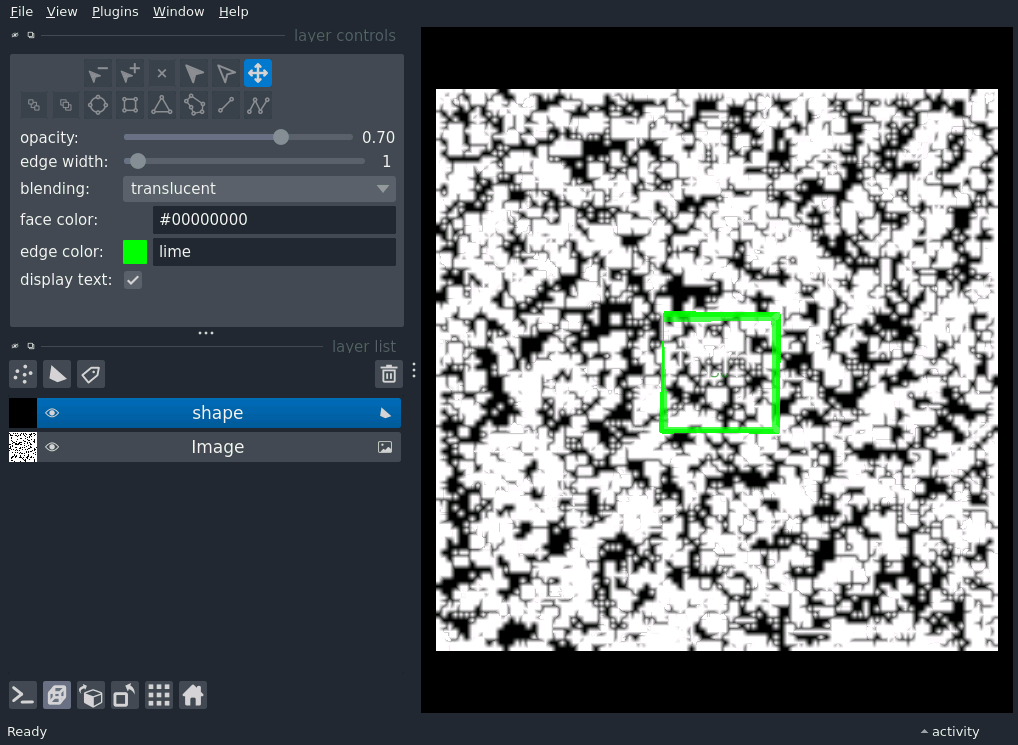 File View Plugins Window Help
layer controls
opacity: 0.70
edge width: 1
blending: translucent
face color: #00000000
edge color: lime
display text:
layer list
shape
Image
Ready
activity